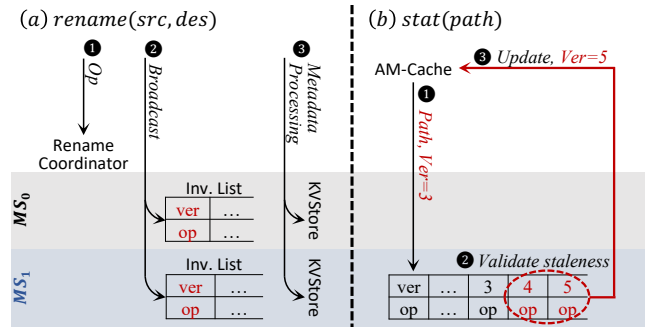 (a) rename(src, des)
❶
Op
❷
Broadcast
❸
Metadata
Processing
Rename
Coordinator
MS₀
Inv. List
ver …
op …
KVStore
MS₁
Inv. List
ver …
op …
KVStore
(b) stat(path)
❸ Update, Ver=5
AM-Cache
❶
Path, Ver=3
❷ Validate staleness
ver … 3 4 5
op … op op op